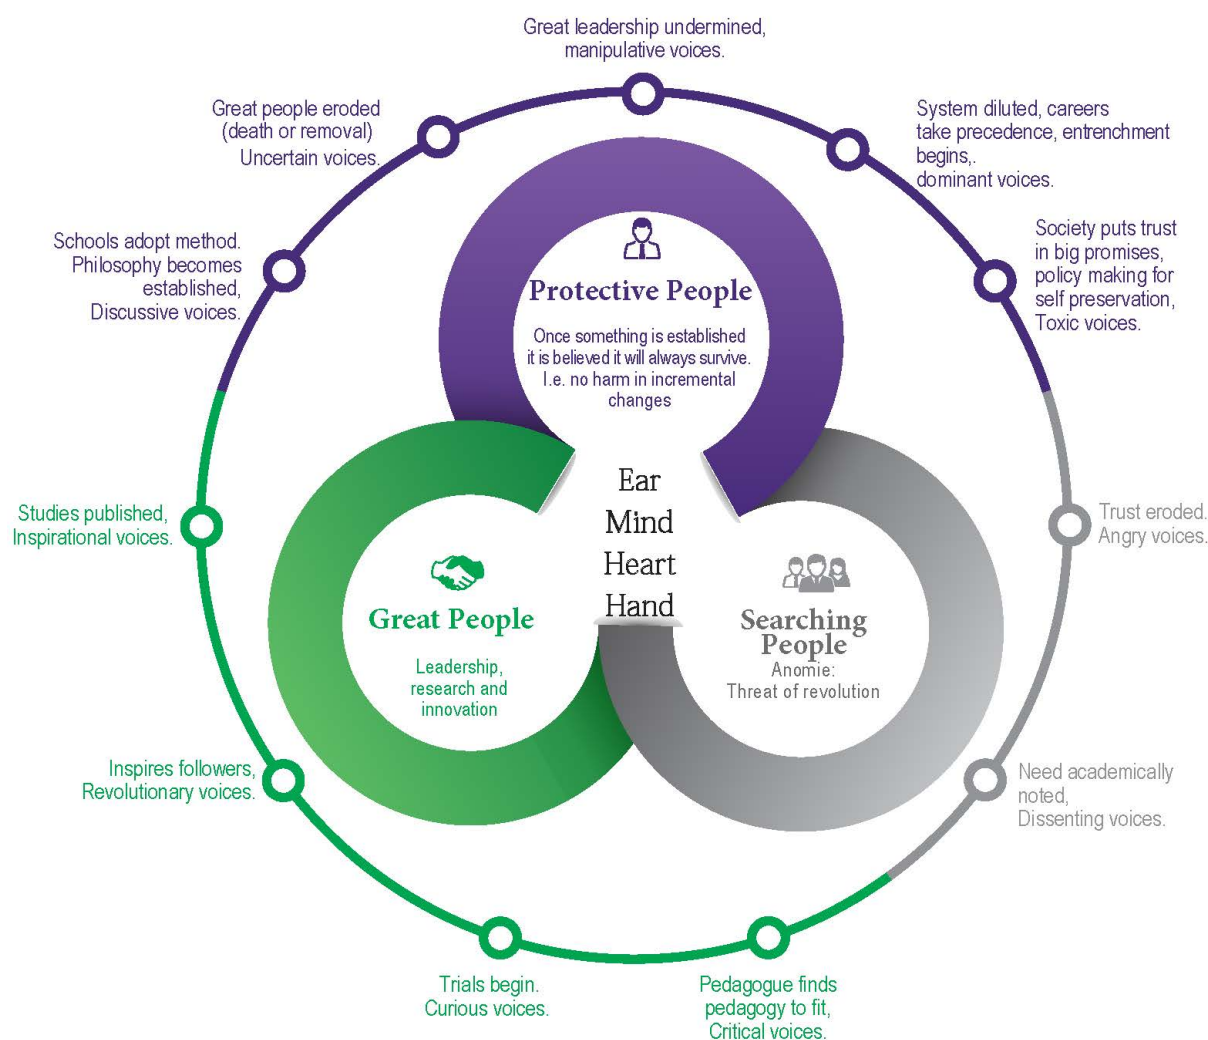 Great leadership undermined,
manipulative voices.
Great people eroded
(death or removal)
Uncertain voices.
System diluted, careers
take precedence, entrenchment
begins,.
dominant voices.
Schools adopt method.
Philosophy becomes
established,
Discussive voices.
Society puts trust
in big promises,
policy making for
self preservation,
Toxic voices.
Protective People
Once something is established
it is believed it will always survive.
I.e. no harm in incremental
changes
Ear
Mind
Heart
Hand
Studies published,
Inspirational voices.
Trust eroded.
Angry voices.
Great People
Leadership,
research and
innovation
Searching
People
Anomie:
Threat of revolution
Inspires followers,
Revolutionary voices.
Need academically
noted,
Dissenting voices.
Trials begin.
Curious voices.
Pedagogue finds
pedagogy to fit,
Critical voices.